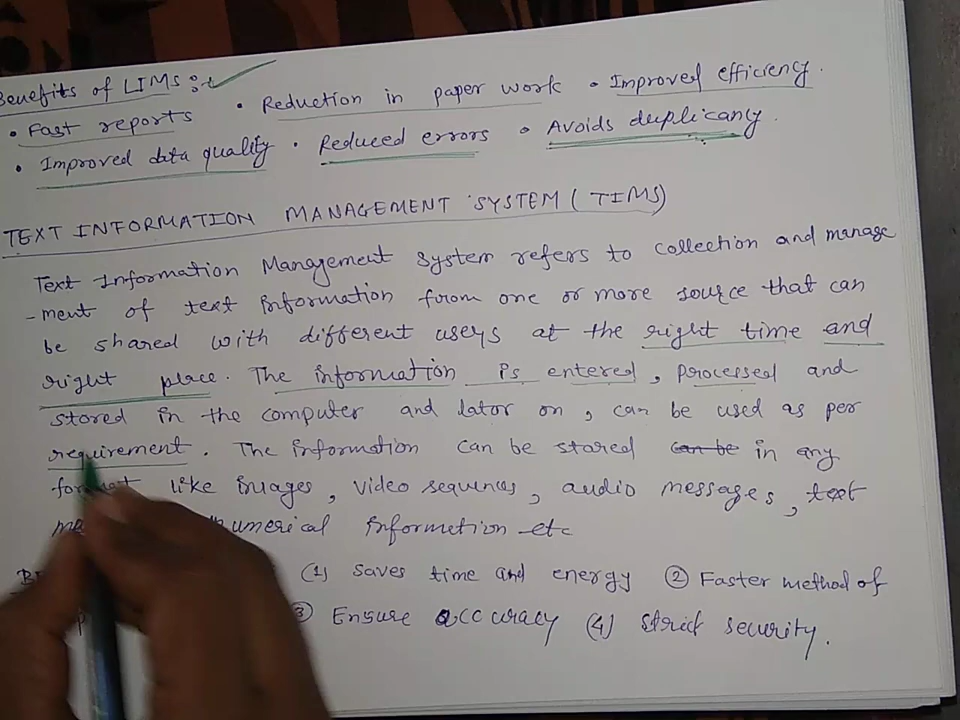 Benefits of LIMS :→
• Fast reports • Reduction in paper work • Improved efficiency.
• Improved data quality • Reduced errors • Avoids duplicancy.
TEXT INFORMATION MANAGEMENT SYSTEM (TIMS)
Text Information Management system refers to collection and manage
-ment of text information from one or more source that can
be shared with different users at the right time and
right place. The information is entered, processed and
stored in the computer and lator on, can be used as per
requirement. The information can be stored can be in any
format like images, video sequences, audio messages, text
numerical informetion etc
(1) saves time and energy (2) Faster method of
(3) Ensure accuracy (4) strict security.